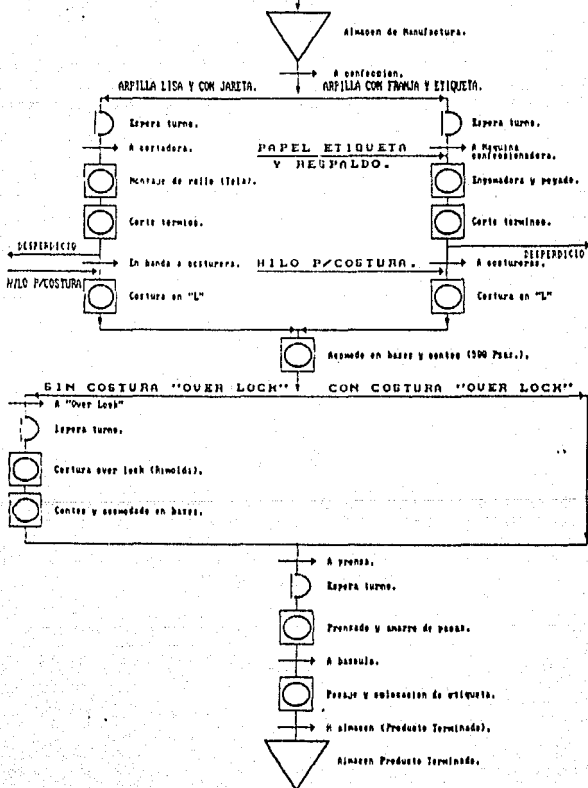 Almacen de Manufactura.
A confeccion.
ARPILLA LISA Y CON JARETA.
ARPILLA CON FRANJA Y ETIQUETA.
Espera turno.
Espera turno.
A cortadora.
PAPEL ETIQUETA
Y RESPALDO.
A Maquina
confeccionadora.
Montaje de rollo (Tela).
Engomadora y pegado.
Corte termico.
Corte termico.
DESPERDICIO
DESPERDICIO
En banda a costurera.
HILO P/COSTURA.
A costureras.
HILO P/COSTURA
Costura en "L"
Costura en "L"
Acomodo en bases y conteo (500 Pzas.).
SIN COSTURA "OVER LOCK"
CON COSTURA "OVER LOCK"
A "Over Lock"
Espera turno.
Costura over lock (Rimoldi).
Conteo y acomodado en bases.
A prensa.
Espera turno.
Prensado y amarre de pacas.
A bascula.
Pesaje y colocacion de etiqueta.
A almacen (Producto Terminado).
Almacen Producto Terminado.